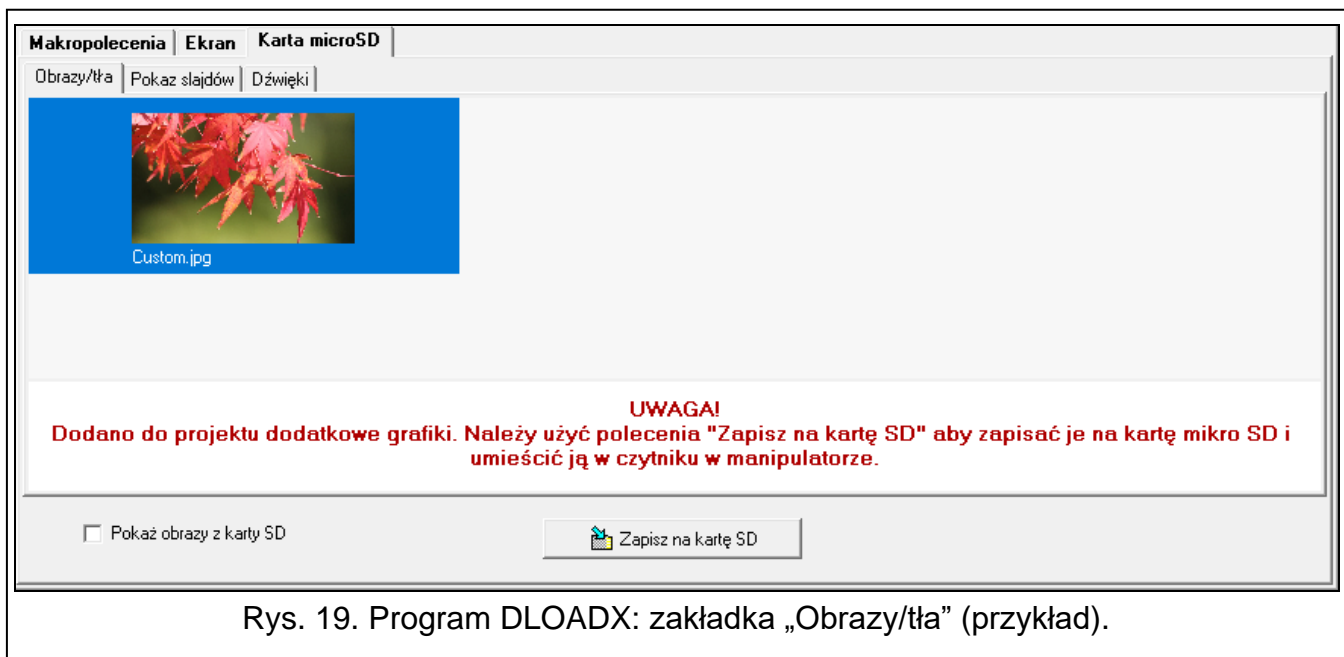 Makropolecenia Ekran Karta microSD
Obrazy/tła Pokaz slajdów Dźwięki
Custom.jpg
UWAGA!
Dodano do projektu dodatkowe grafiki. Należy użyć polecenia "Zapisz na kartę SD" aby zapisać je na kartę mikro SD i
umieścić ją w czytniku w manipulatorze.
Pokaż obrazy z karty SD Zapisz na kartę SD
Rys. 19. Program DLOADX: zakładka „Obrazy/tła” (przykład).